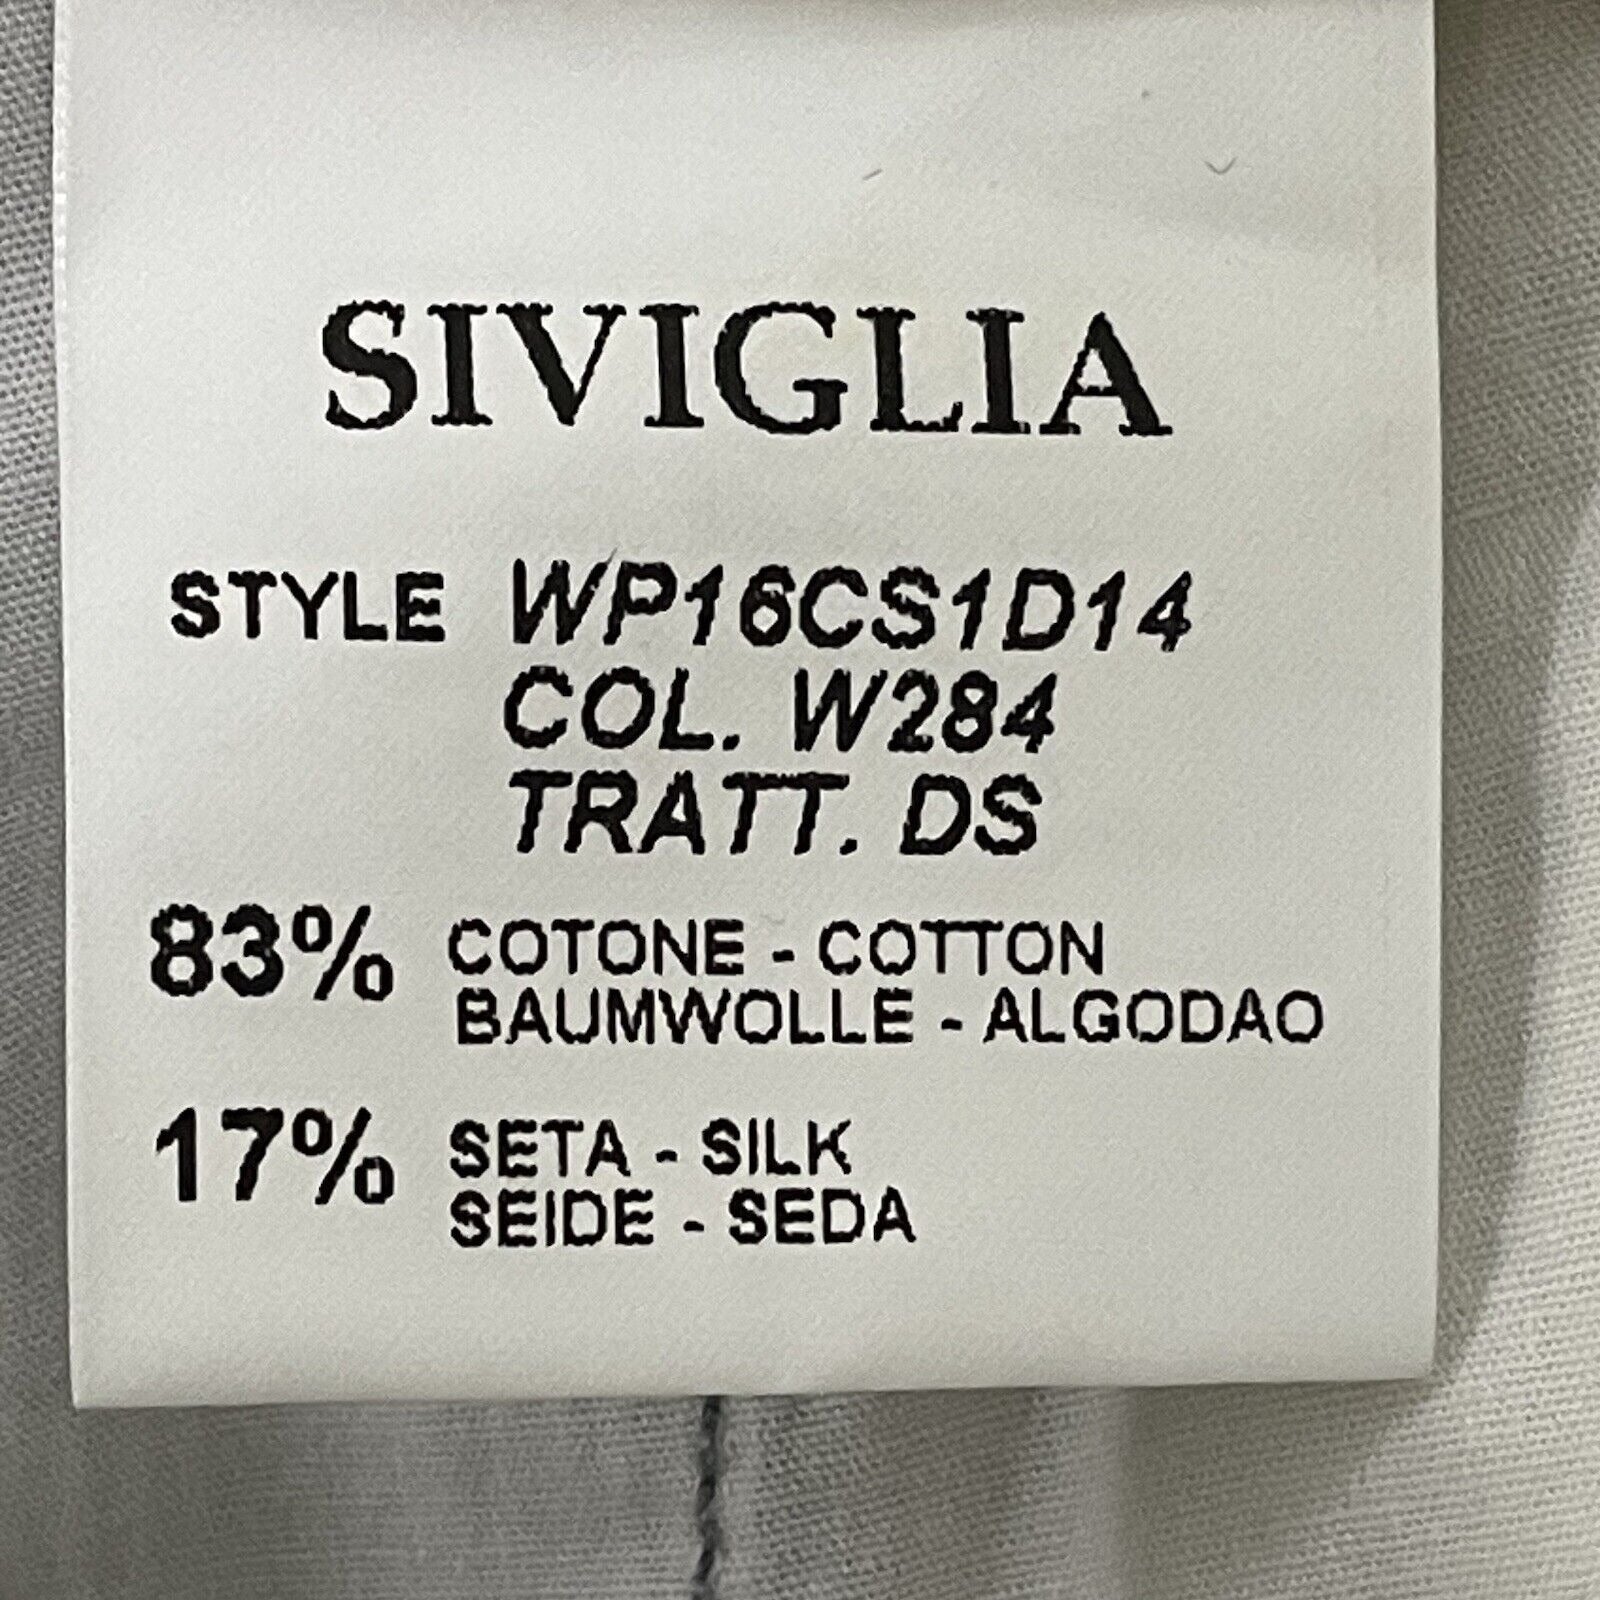 SIVIGLIA
STYLE WP16CS1D14
COL. W284
TRATT. DS
83% COTONE - COTTON
BAUMWOLLE - ALGODAO
17% SETA - SILK
SEIDE - SEDA